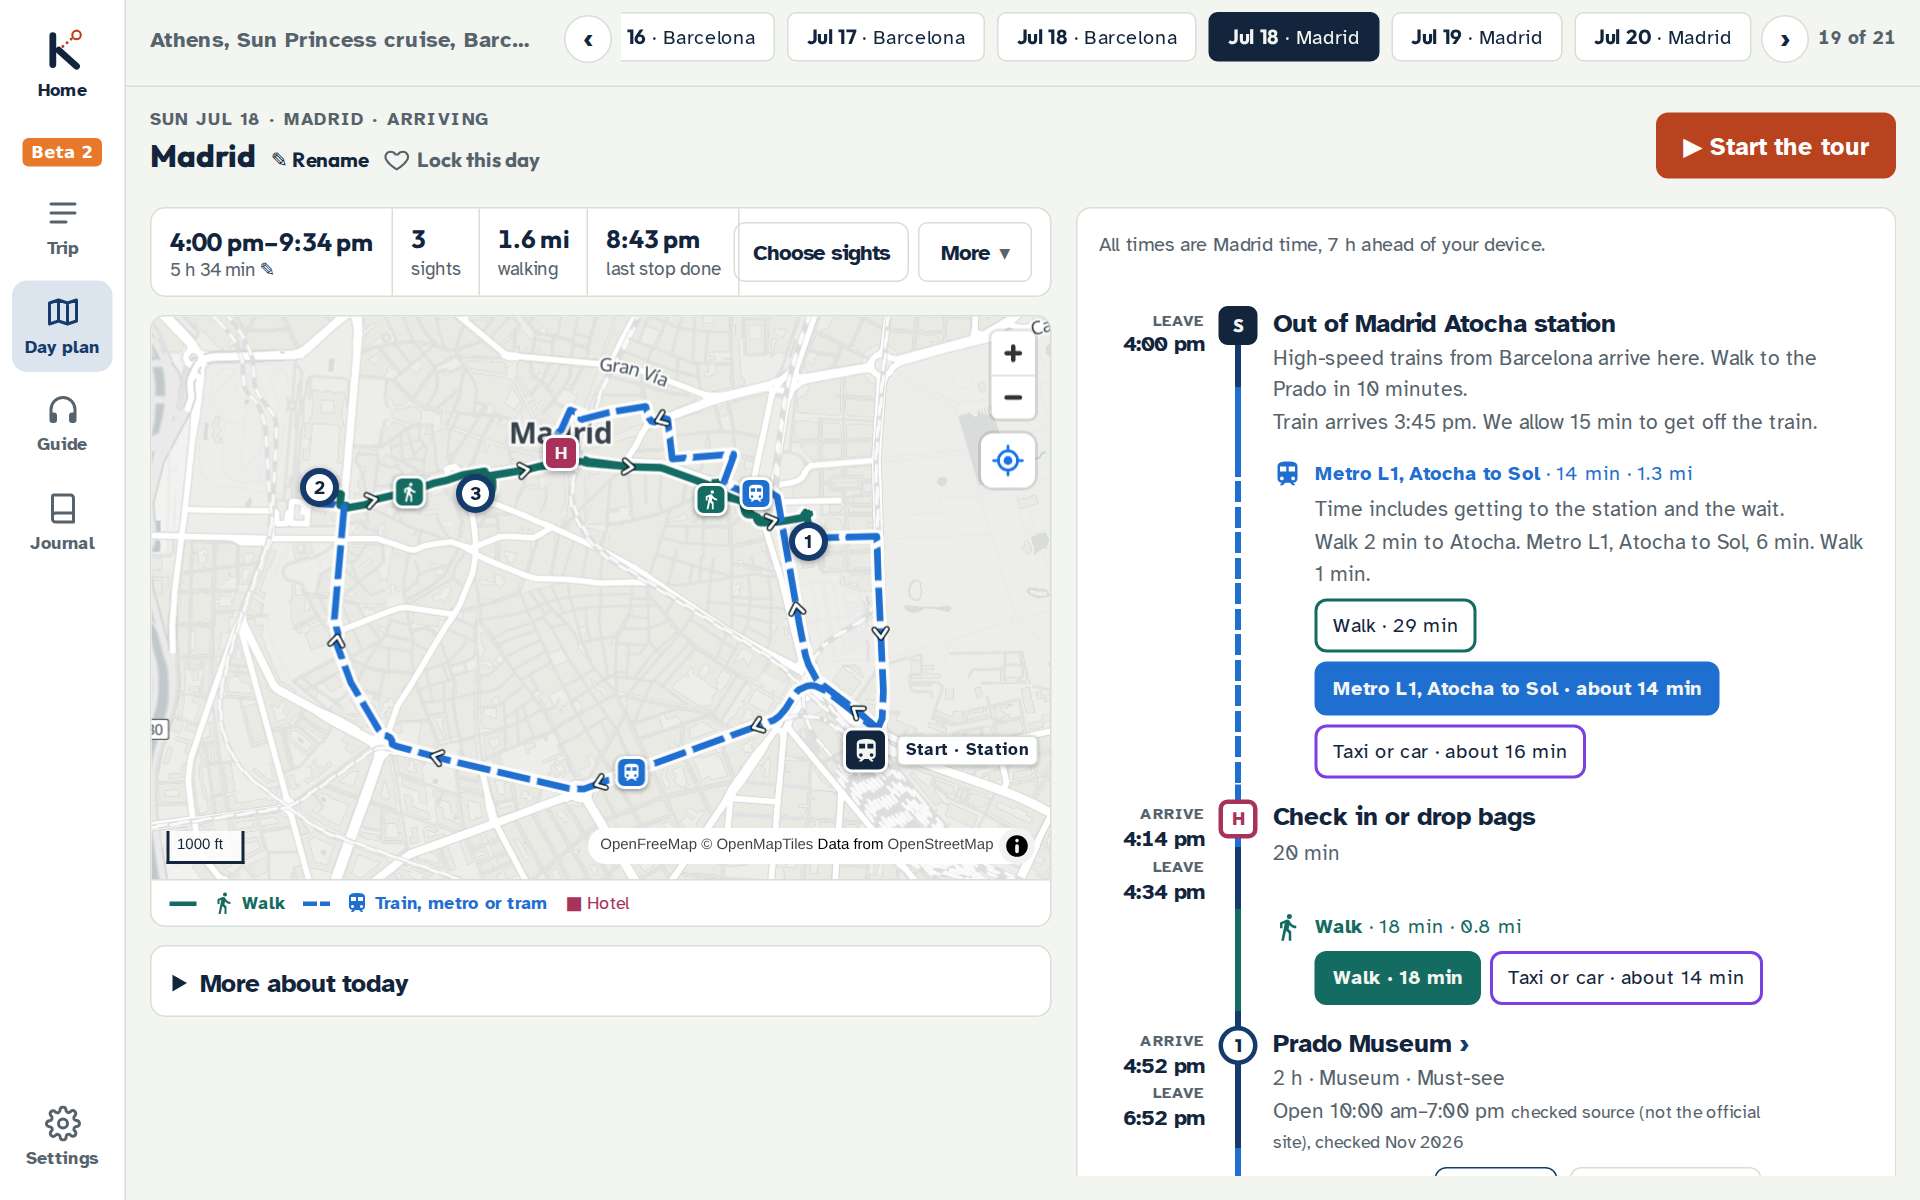 Athens, Sun Princess cruise, Barc...
‹
16 · Barcelona
Jul 17 · Barcelona
Jul 18 · Barcelona
Jul 18 · Madrid
Jul 19 · Madrid
Jul 20 · Madrid
›
19 of 21
Home
Beta 2
Trip
Day plan
Guide
Journal
Settings
SUN JUL 18 · MADRID · ARRIVING
Madrid ✎ Rename Lock this day
▶ Start the tour
4:00 pm–9:34 pm
5 h 34 min ✎
3
sights
1.6 mi
walking
8:43 pm
last stop done
Choose sights
More ▾
Gran Vía
Madrid
Ca
H
2
3
1
Start · Station
30
1000 ft
OpenFreeMap © OpenMapTiles Data from OpenStreetMap
Walk
Train, metro or tram
Hotel
▶ More about today
All times are Madrid time, 7 h ahead of your device.
LEAVE
4:00 pm
S
Out of Madrid Atocha station
High-speed trains from Barcelona arrive here. Walk to the
Prado in 10 minutes.
Train arrives 3:45 pm. We allow 15 min to get off the train.
Metro L1, Atocha to Sol · 14 min · 1.3 mi
Time includes getting to the station and the wait.
Walk 2 min to Atocha. Metro L1, Atocha to Sol, 6 min. Walk
1 min.
Walk · 29 min
Metro L1, Atocha to Sol · about 14 min
Taxi or car · about 16 min
ARRIVE
4:14 pm
LEAVE
4:34 pm
H
Check in or drop bags
20 min
Walk · 18 min · 0.8 mi
Walk · 18 min
Taxi or car · about 14 min
ARRIVE
4:52 pm
LEAVE
6:52 pm
1
Prado Museum ›
2 h · Museum · Must-see
Open 10:00 am–7:00 pm checked source (not the official
site), checked Nov 2026